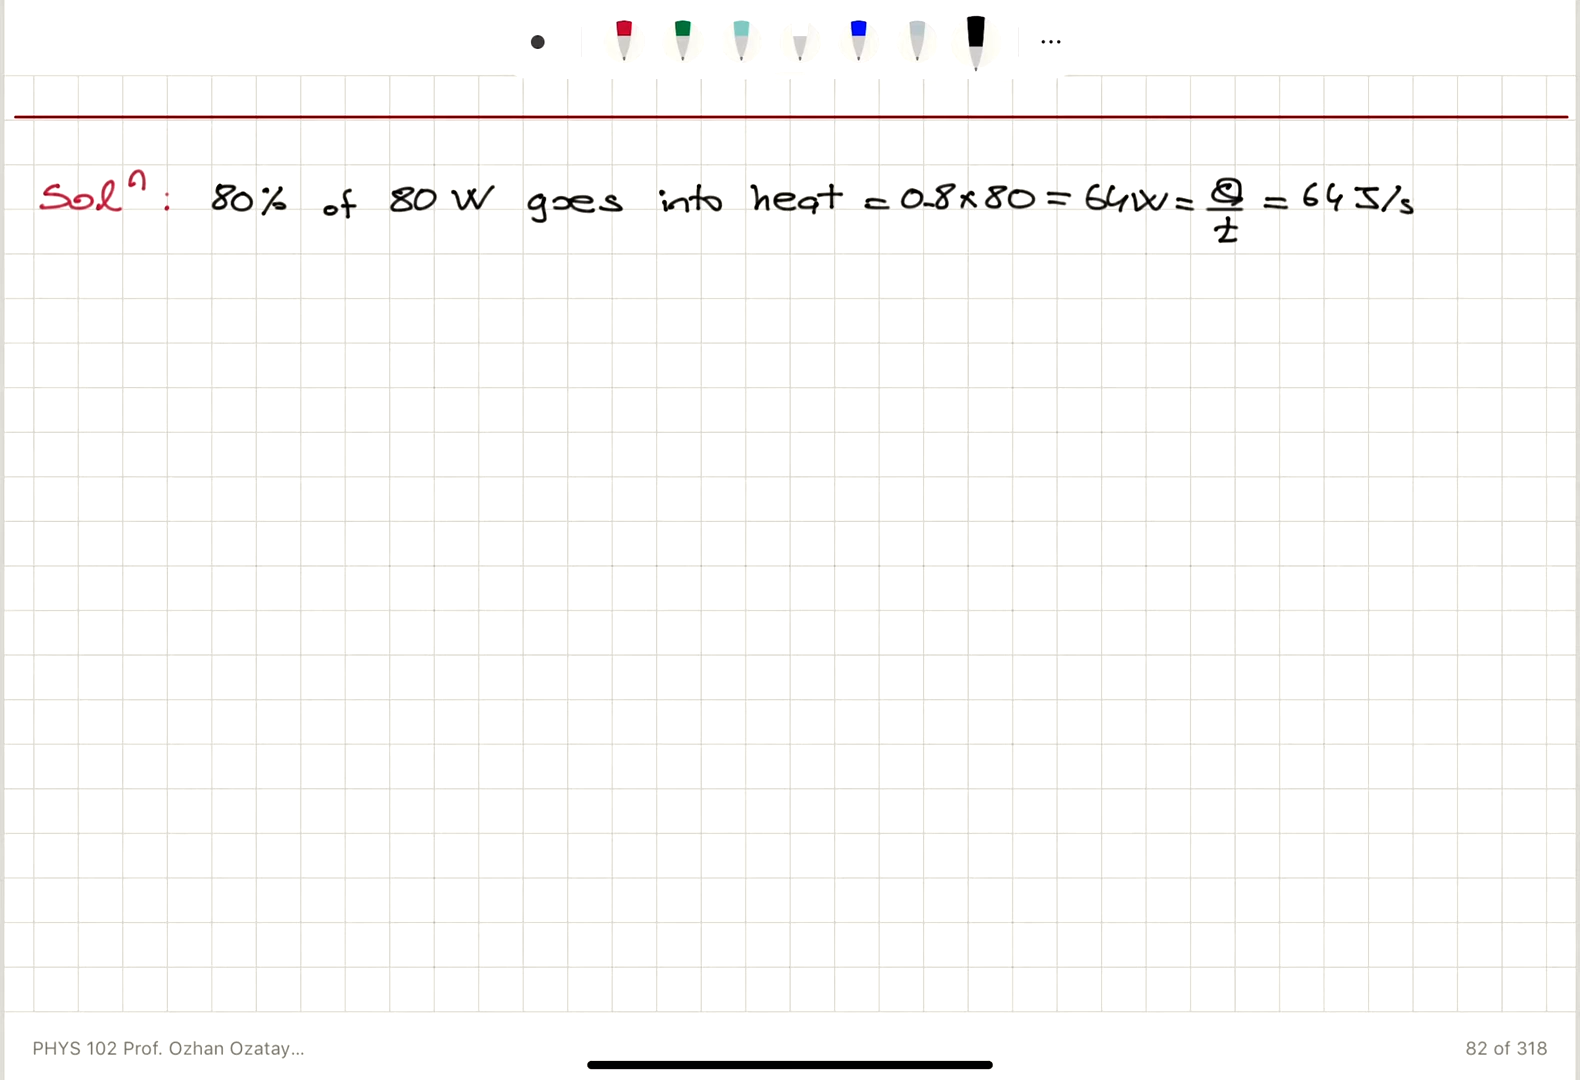 Solⁿ: 80% of 80 W goes into heat = 0.8 × 80 = 64W = Q/t = 64 J/s
PHYS 102 Prof. Ozhan Ozatay...
82 of 318